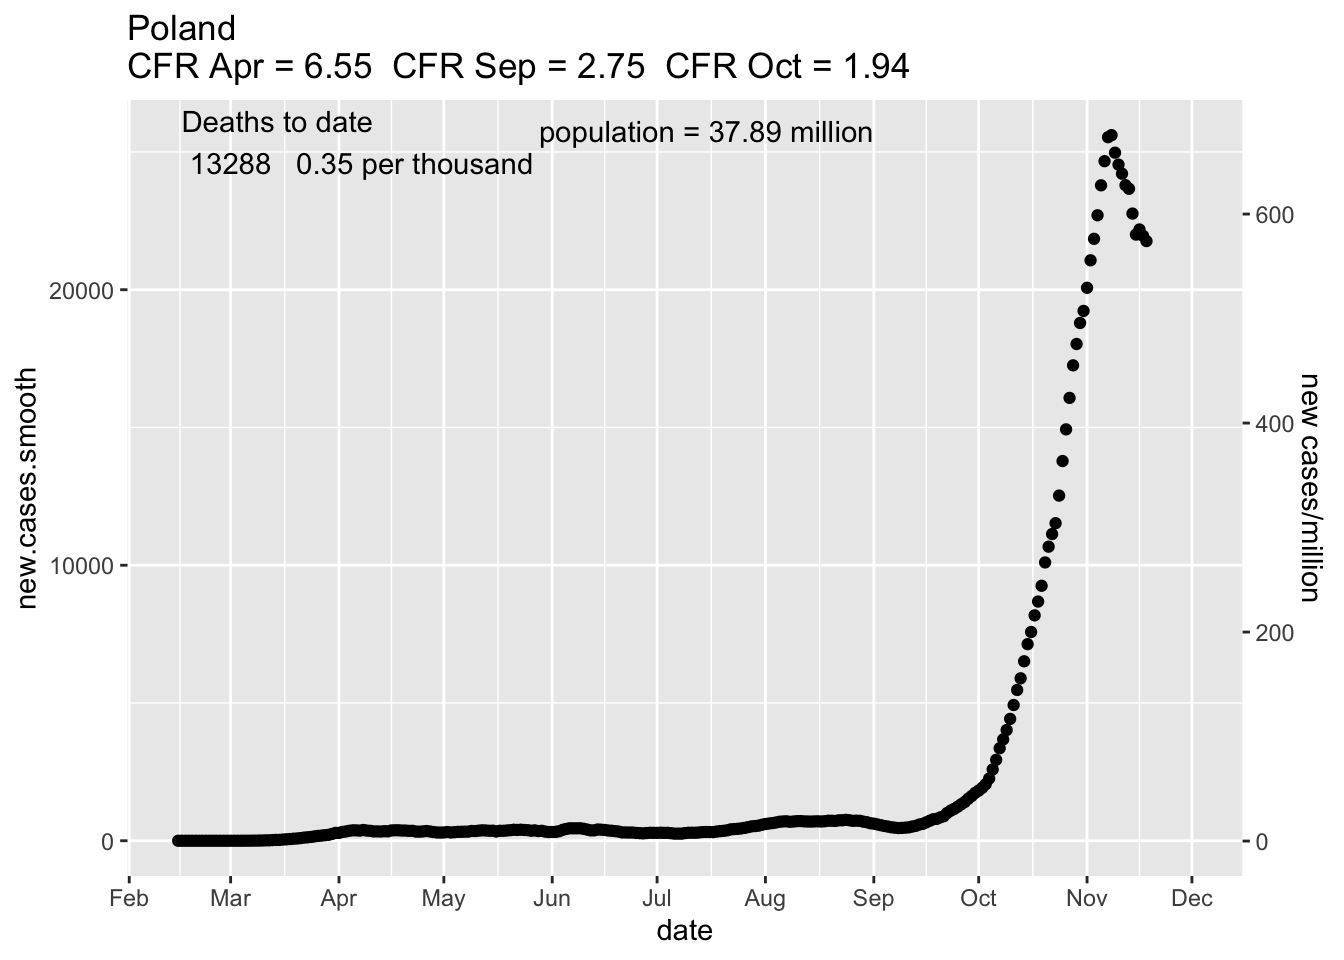 Poland
CFR Apr = 6.55  CFR Sep = 2.75  CFR Oct = 1.94
Deaths to date
13288   0.35 per thousand
population = 37.89 million
new.cases.smooth
20000
10000
0
new cases/million
600
400
200
0
Feb Mar Apr May Jun Jul Aug Sep Oct Nov Dec
date